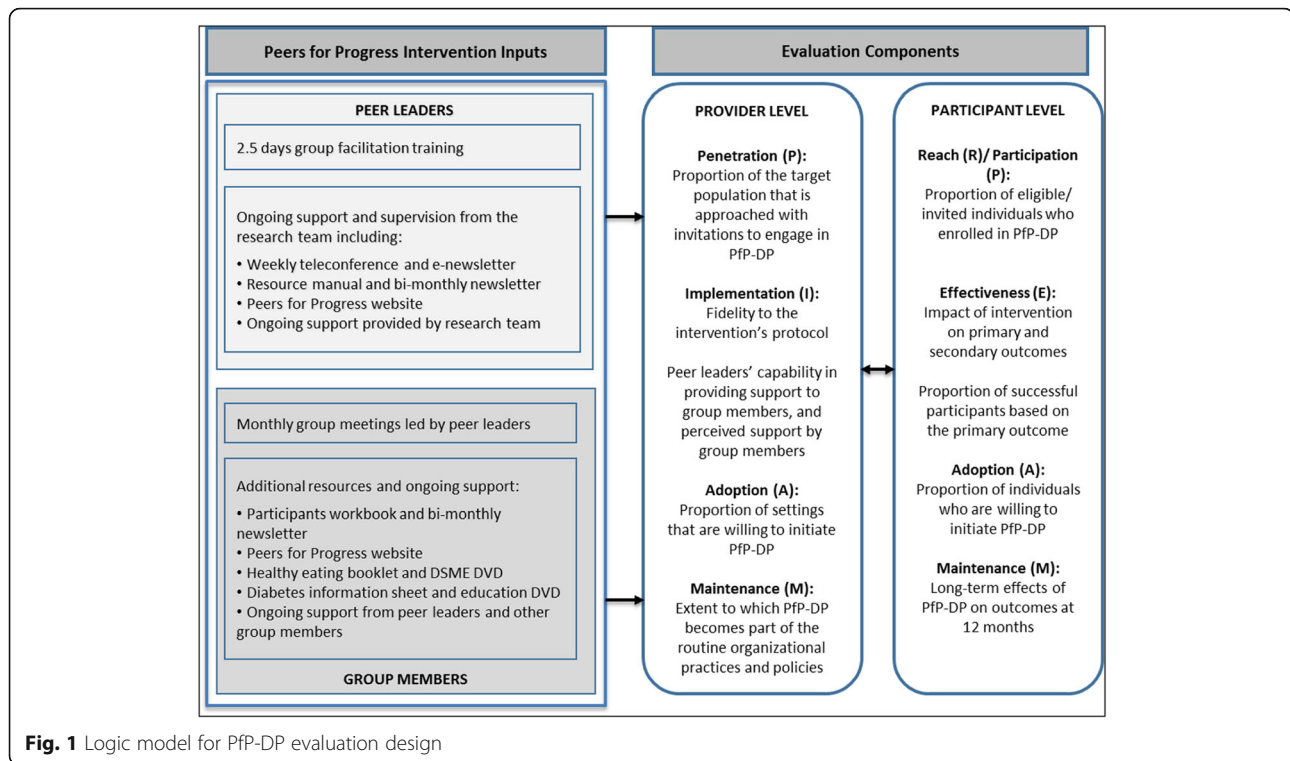 Peers for Progress Intervention Inputs
Evaluation Components
PEER LEADERS
2.5 days group facilitation training
Ongoing support and supervision from the
research team including:
• Weekly teleconference and e-newsletter
• Resource manual and bi-monthly newsletter
• Peers for Progress website
• Ongoing support provided by research team
Monthly group meetings led by peer leaders
Additional resources and ongoing support:
• Participants workbook and bi-monthly
newsletter
• Peers for Progress website
• Healthy eating booklet and DSME DVD
• Diabetes information sheet and education DVD
• Ongoing support from peer leaders and other
group members
GROUP MEMBERS
PROVIDER LEVEL
Penetration (P):
Proportion of the target
population that is
approached with
invitations to engage in
PfP-DP
Implementation (I):
Fidelity to the
intervention's protocol
Peer leaders' capability in
providing support to
group members, and
perceived support by
group members
Adoption (A):
Proportion of settings
that are willing to initiate
PfP-DP
Maintenance (M):
Extent to which PfP-DP
becomes part of the
routine organizational
practices and policies
PARTICIPANT LEVEL
Reach (R)/ Participation
(P):
Proportion of eligible/
invited individuals who
enrolled in PfP-DP
Effectiveness (E):
Impact of intervention
on primary and
secondary outcomes
Proportion of successful
participants based on
the primary outcome
Adoption (A):
Proportion of individuals
who are willing to
initiate PfP-DP
Maintenance (M):
Long-term effects of
PfP-DP on outcomes at
12 months
Fig. 1 Logic model for PfP-DP evaluation design